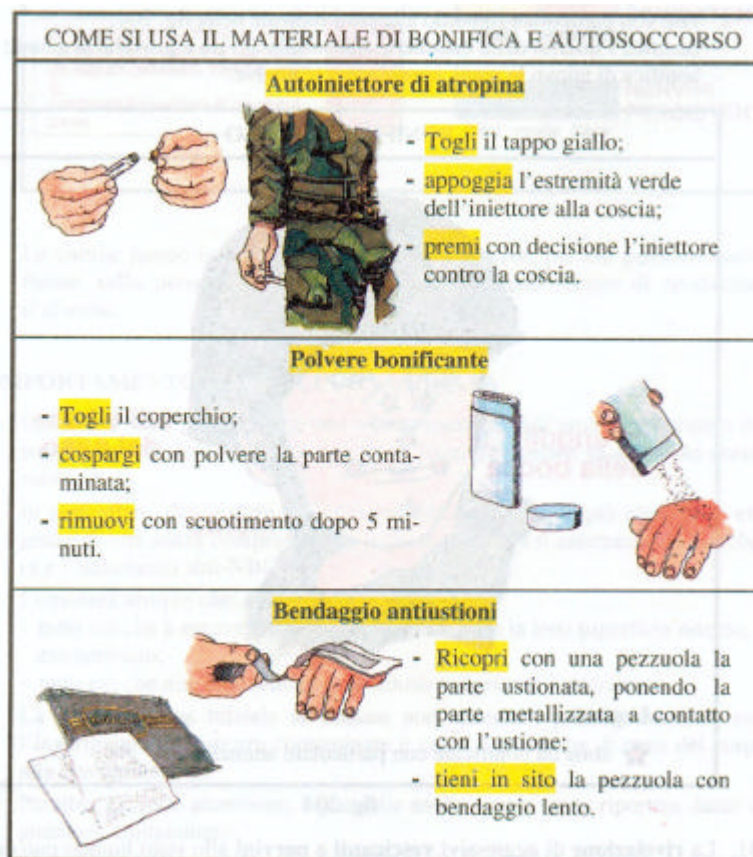 COME SI USA IL MATERIALE DI BONIFICA E AUTOSOCCORSO
Autoiniettore di atropina
- Togli il tappo giallo;
- appoggia l'estremità verde
dell'iniettore alla coscia;
- premi con decisione l'iniettore
contro la coscia.
Polvere bonificante
- Togli il coperchio;
- cospargi con polvere la parte conta-
minata;
- rimuovi con scuotimento dopo 5 mi-
nuti.
Bendaggio antiustioni
- Ricopri con una pezzuola la
parte ustionata, ponendo la
parte metallizzata a contatto
con l'ustione;
- tieni in sito la pezzuola con
bendaggio lento.